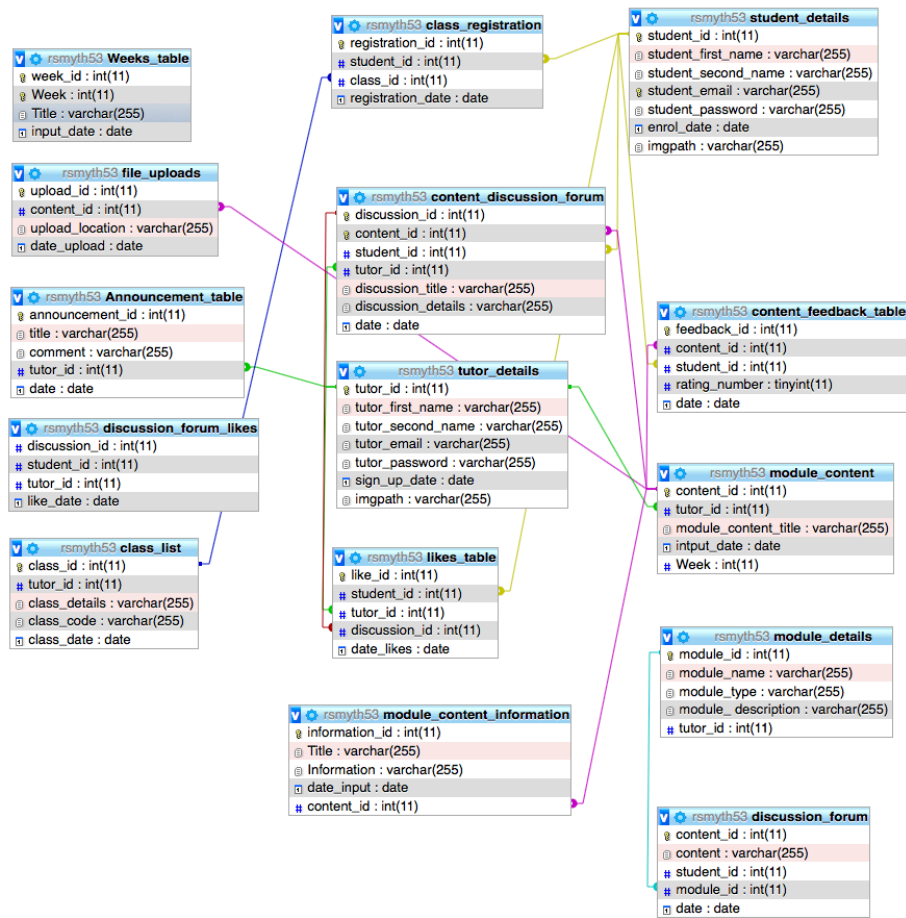 rsmyth53 Weeks_table
week_id : int(11)
Week : int(11)
Title : varchar(255)
input_date : date
rsmyth53 file_uploads
upload_id : int(11)
content_id : int(11)
upload_location : varchar(255)
date_upload : date
rsmyth53 Announcement_table
announcement_id : int(11)
title : varchar(255)
comment : varchar(255)
tutor_id : int(11)
date : date
rsmyth53 discussion_forum_likes
discussion_id : int(11)
student_id : int(11)
tutor_id : int(11)
like_date : date
rsmyth53 class_list
class_id : int(11)
tutor_id : int(11)
class_details : varchar(255)
class_code : varchar(255)
class_date : date
rsmyth53 class_registration
registration_id : int(11)
student_id : int(11)
class_id : int(11)
registration_date : date
rsmyth53 content_discussion_forum
discussion_id : int(11)
content_id : int(11)
student_id : int(11)
tutor_id : int(11)
discussion_title : varchar(255)
discussion_details : varchar(255)
date : date
rsmyth53 tutor_details
tutor_id : int(11)
tutor_first_name : varchar(255)
tutor_second_name : varchar(255)
tutor_email : varchar(255)
tutor_password : varchar(255)
sign_up_date : date
imgpath : varchar(255)
rsmyth53 likes_table
like_id : int(11)
student_id : int(11)
tutor_id : int(11)
discussion_id : int(11)
date_likes : date
rsmyth53 module_content_information
information_id : int(11)
Title : varchar(255)
Information : varchar(255)
date_input : date
content_id : int(11)
rsmyth53 student_details
student_id : int(11)
student_first_name : varchar(255)
student_second_name : varchar(255)
student_email : varchar(255)
student_password : varchar(255)
enrol_date : date
imgpath : varchar(255)
rsmyth53 content_feedback_table
feedback_id : int(11)
content_id : int(11)
student_id : int(11)
rating_number : tinyint(11)
date : date
rsmyth53 module_content
content_id : int(11)
tutor_id : int(11)
module_content_title : varchar(255)
intput_date : date
Week : int(11)
rsmyth53 module_details
module_id : int(11)
module_name : varchar(255)
module_type : varchar(255)
module_ description : varchar(255)
tutor_id : int(11)
rsmyth53 discussion_forum
content_id : int(11)
content : varchar(255)
student_id : int(11)
module_id : int(11)
date : date